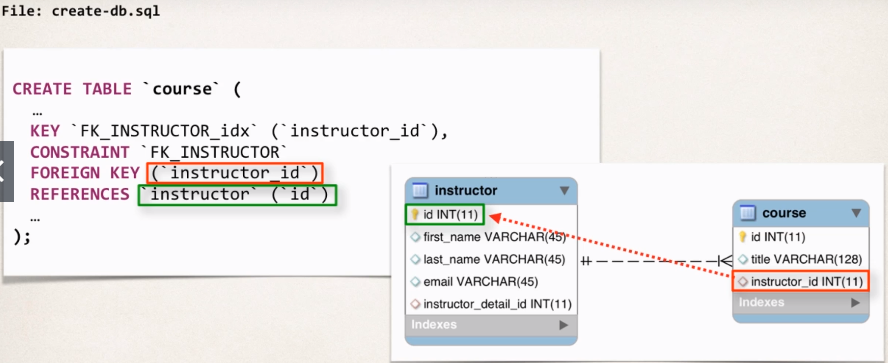 File: create-db.sql
CREATE TABLE `course` (
…
KEY `FK_INSTRUCTOR_idx` (`instructor_id`),
CONSTRAINT `FK_INSTRUCTOR`
FOREIGN KEY (`instructor_id`)
REFERENCES `instructor` (`id`)
…
);
instructor
id INT(11)
first_name VARCHAR(45)
last_name VARCHAR(45)
email VARCHAR(45)
instructor_detail_id INT(11)
Indexes
course
id INT(11)
title VARCHAR(128)
instructor_id INT(11)
Indexes